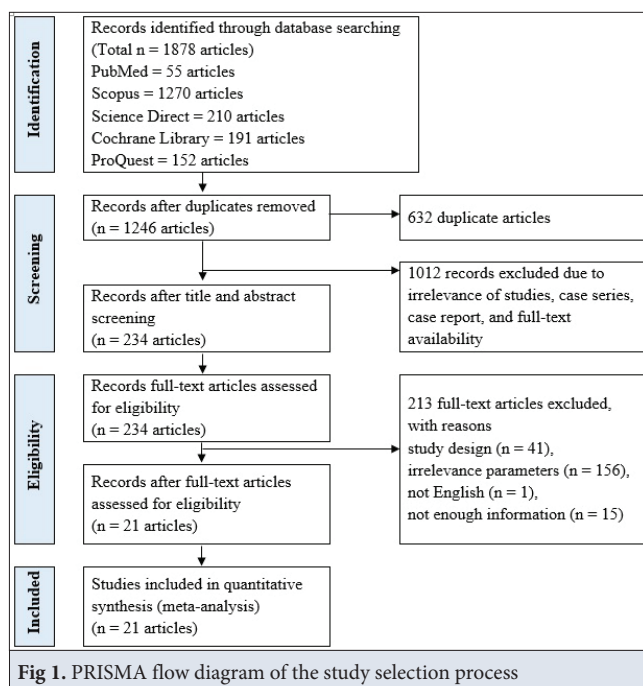 Identification
Records identified through database searching
(Total n = 1878 articles)
PubMed = 55 articles
Scopus = 1270 articles
Science Direct = 210 articles
Cochrane Library = 191 articles
ProQuest = 152 articles
Screening
Records after duplicates removed
(n = 1246 articles)
632 duplicate articles
1012 records excluded due to
irrelevance of studies, case series,
case report, and full-text
availability
Records after title and abstract
screening
(n = 234 articles)
Eligibility
Records full-text articles assessed
for eligibility
(n = 234 articles)
213 full-text articles excluded,
with reasons
study design (n = 41),
irrelevance parameters (n = 156),
not English (n = 1),
not enough information (n = 15)
Records after full-text articles
assessed for eligibility
(n = 21 articles)
Included
Studies included in quantitative
synthesis (meta-analysis)
(n = 21 articles)
Fig 1. PRISMA flow diagram of the study selection process